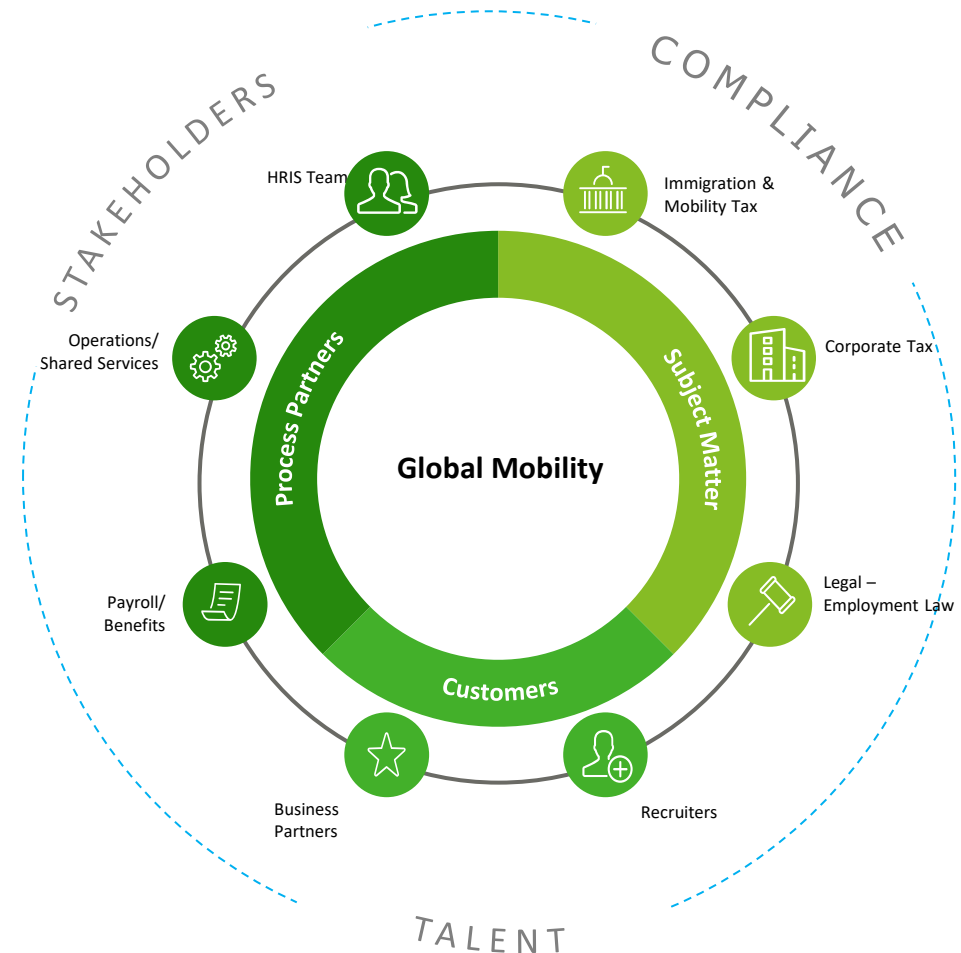 STAKEHOLDERS
COMPLIANCE
HRIS Team
Immigration &
Mobility Tax
Operations/
Shared Services
Corporate Tax
Process Partners
Subject Matter
Global Mobility
Payroll/
Benefits
Legal –
Employment Law
Customers
Business
Partners
Recruiters
TALENT